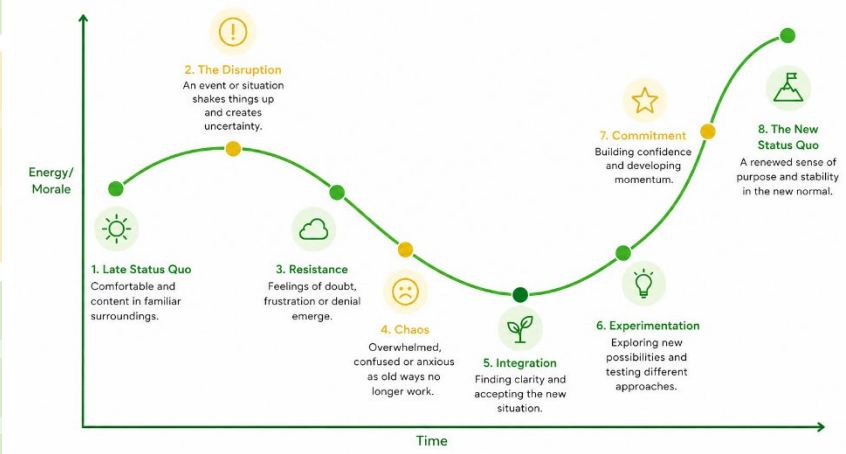 Energy/
Morale
1. Late Status Quo
Comfortable and
content in familiar
surroundings.
2. The Disruption
An event or situation
shakes things up
and creates
uncertainty.
3. Resistance
Feelings of doubt,
frustration or denial
emerge.
4. Chaos
Overwhelmed,
confused or anxious
as old ways no
longer work.
5. Integration
Finding clarity and
accepting the new
situation.
6. Experimentation
Exploring new
possibilities and
testing different
approaches.
7. Commitment
Building confidence
and developing
momentum.
8. The New
Status Quo
A renewed sense of
purpose and stability
in the new normal.
Time